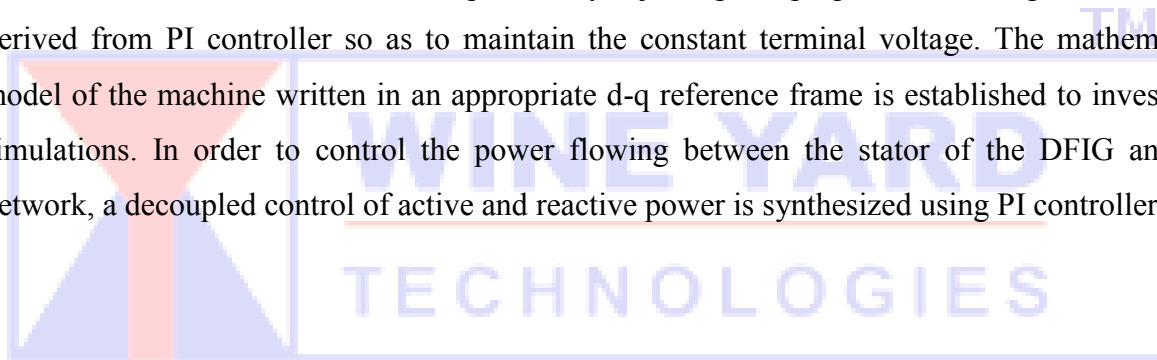 TM
erived from PI controller so as to maintain the constant terminal voltage. The mathem
nodel of the machine written in an appropriate d-q reference frame is established to inves
imulations. In order to control the power flowing between the stator of the DFIG an
etwork, a decoupled control of active and reactive power is synthesized using PI controller
WINE YARD
TECHNOLOGIES